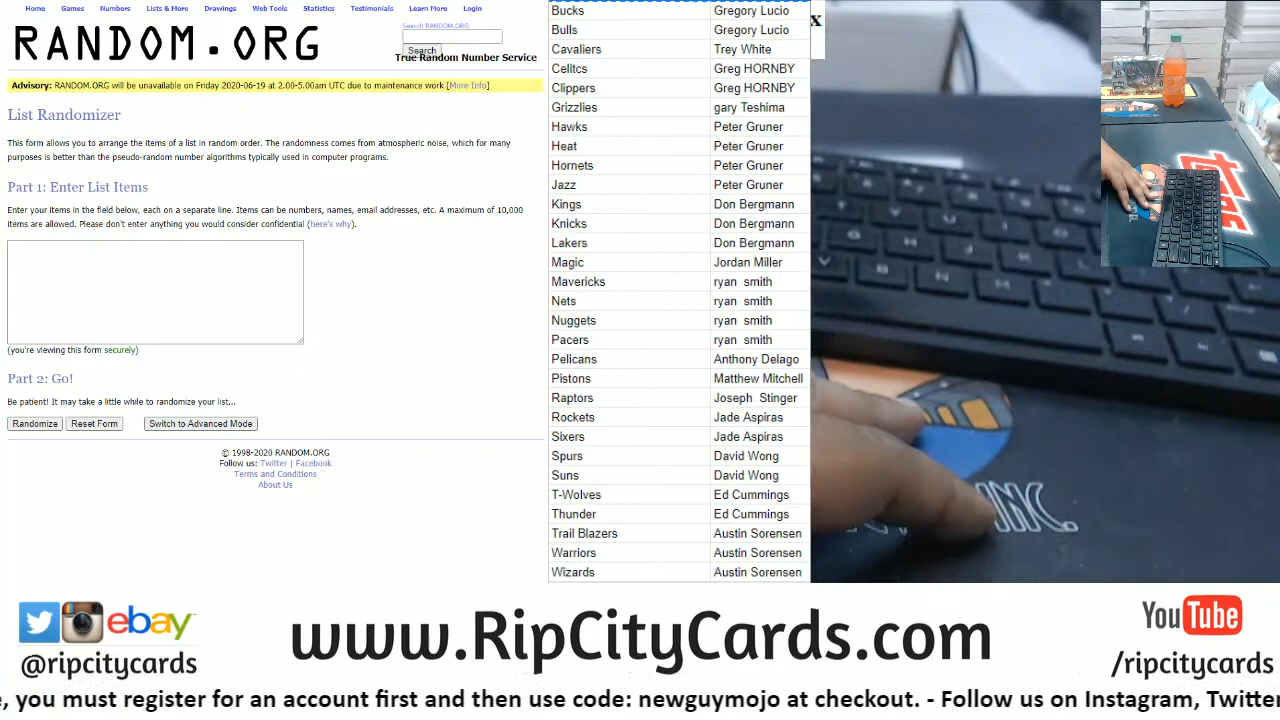 Home Games Numbers Lists & More Drawings Web Tools Statistics Testimonials Learn More Login
RANDOM.ORG
Search RANDOM.ORG
Search
True Random Number Service
Advisory: RANDOM.ORG will be unavailable on Friday 2020-06-19 at 2.00-5.00am UTC due to maintenance work [More Info]
List Randomizer
This form allows you to arrange the items of a list in random order. The randomness comes from atmospheric noise, which for many
purposes is better than the pseudo-random number algorithms typically used in computer programs.
Part 1: Enter List Items
Enter your items in the field below, each on a separate line. Items can be numbers, names, email addresses, etc. A maximum of 10,000
items are allowed. Please don't enter anything you would consider confidential (here's why).
(you're viewing this form securely)
Part 2: Go!
Be patient! It may take a little while to randomize your list...
Randomize Reset Form Switch to Advanced Mode
© 1998-2020 RANDOM.ORG
Follow us: Twitter | Facebook
Terms and Conditions
About Us
Bucks Gregory Lucio
Bulls Gregory Lucio
Cavaliers Trey White
Celitcs Greg HORNBY
Clippers Greg HORNBY
Grizzlies gary Teshima
Hawks Peter Gruner
Heat Peter Gruner
Hornets Peter Gruner
Jazz Peter Gruner
Kings Don Bergmann
Knicks Don Bergmann
Lakers Don Bergmann
Magic Jordan Miller
Mavericks ryan smith
Nets ryan smith
Nuggets ryan smith
Pacers ryan smith
Pelicans Anthony Delago
Pistons Matthew Mitchell
Raptors Joseph Stinger
Rockets Jade Aspiras
Sixers Jade Aspiras
Spurs David Wong
Suns David Wong
T-Wolves Ed Cummings
Thunder Ed Cummings
Trail Blazers Austin Sorensen
Warriors Austin Sorensen
Wizards Austin Sorensen
x
INC.
ebay
@ripcitycards
www.RipCityCards.com
YouTube
/ripcitycards
, you must register for an account first and then use code: newguymojo at checkout. - Follow us on Instagram, Twitte